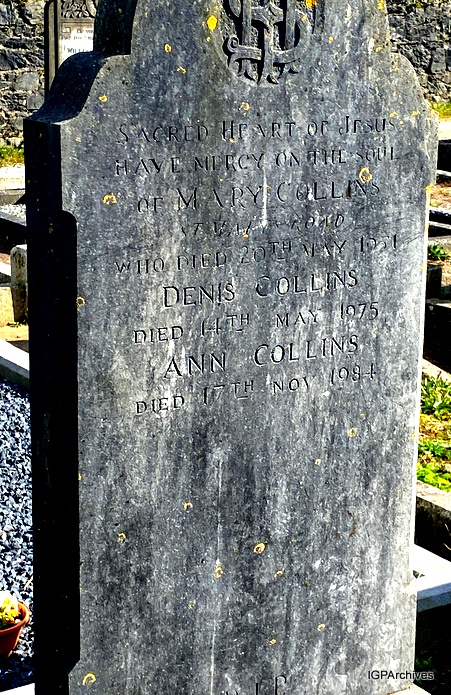 IHS
SACRED HEART OF JESUS
HAVE MERCY ON THE SOUL
OF MARY COLLINS
WHO DIED 20TH MAY 1951
DENIS COLLINS
DIED 14TH MAY 1975
ANN COLLINS
DIED 17TH NOV 1984
R.I.P.
IGPArchives